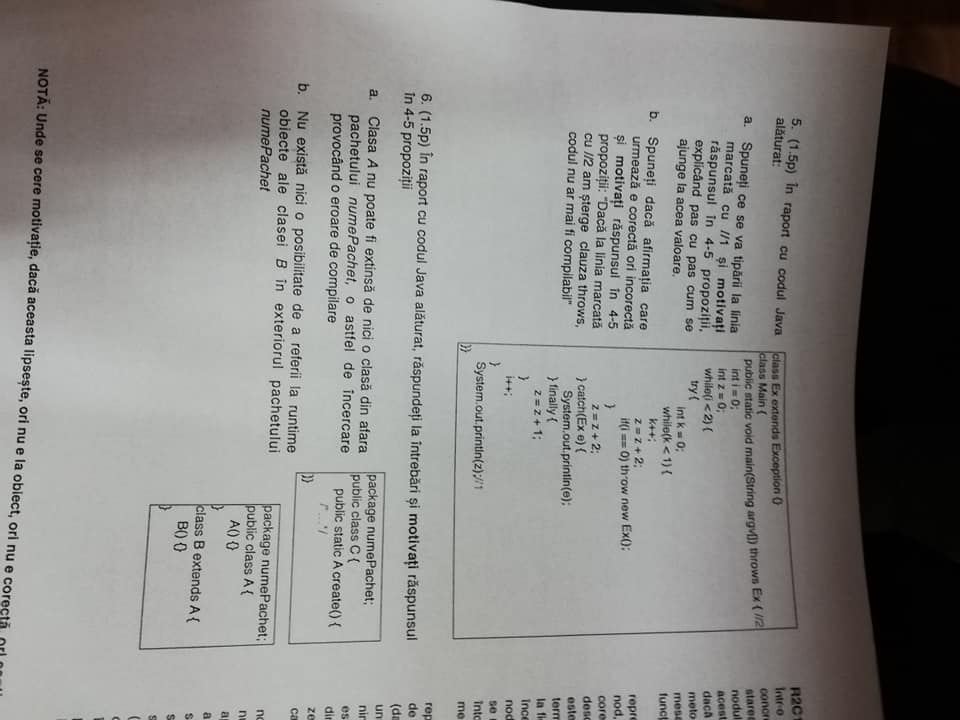 5. (1.5p) În raport cu codul Java
alăturat:
a. Spuneți ce se va tipării la linia
marcată cu //1 și motivați
răspunsul în 4-5 propoziții,
explicând pas cu pas cum se
ajunge la acea valoare.
b. Spuneți dacă afirmația care
urmează e corectă ori incorectă
și motivați răspunsul în 4-5
propoziții: "Dacă la linia marcată
cu //2 am șterge clauza throws,
codul nu ar mai fi compilabil"
class Ex extends Exception {}
class Main {
public static void main(String argv[]) throws Ex { //2
int i = 0;
int z = 0;
while(i < 2) {
try {
int k = 0;
while(k < 1) {
k++;
z = z + 2;
if(i == 0) throw new Ex();
}
z = z + 2;
} catch(Ex e) {
System.out.println(e);
} finally {
z = z + 1;
}
i++;
}
System.out.println(z);//1
}}
6. (1.5p) În raport cu codul Java alăturat, răspundeți la întrebări și motivați răspunsul
în 4-5 propoziții
a. Clasa A nu poate fi extinsă de nici o clasă din afara
pachetului numePachet, o astfel de încercare
provocând o eroare de compilare
b. Nu există nici o posibilitate de a referii la runtime
obiecte ale clasei B în exteriorul pachetului
numePachet
package numePachet;
public class C {
public static A create() {
/*...*/
}}
package numePachet;
public class A {
A() {}
}
class B extends A {
B() {}
}
NOTĂ: Unde se cere motivație, dacă aceasta lipsește, ori nu e la obiect, ori nu e corectă, ori
R2C1
Într-o
concre
starea
nodul
acest
dacă
meto
mesa
funcț
repre
nod,
core
desc
este
term
la fi
înce
nod
se
înto
me
rep
de
(da
un
nir
es
dir
ze
ca